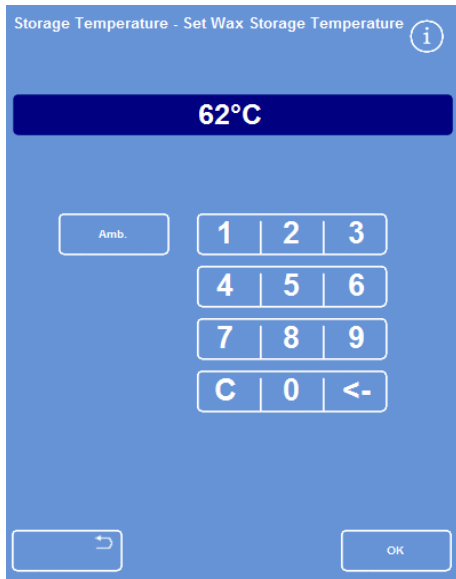 Storage Temperature - Set Wax Storage Temperature
i
62°C
Amb.
1 | 2 | 3
4 | 5 | 6
7 | 8 | 9
C | 0 | <-
OK